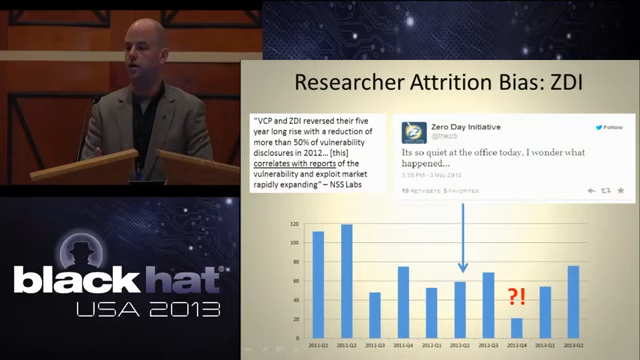 Researcher Attrition Bias: ZDI
"VCP and ZDI reversed their five
year long rise with a reduction of
more than 50% of vulnerability
disclosures in 2012... [this]
correlates with reports of the
vulnerability and exploit market
rapidly expanding" – NSS Labs
Zero Day Initiative
@thezdi
Follow
Its so quiet at the office today. I wonder what
happened...
3:35 PM - 3 May 2012
19 RETWEETS 5 FAVORITES
120
100
80
60
40
20
0
?!
2011-Q1 2011-Q2 2011-Q3 2011-Q4 2012-Q1 2012-Q2 2012-Q3 2012-Q4 2013-Q1 2013-Q2
black hat®
USA 2013